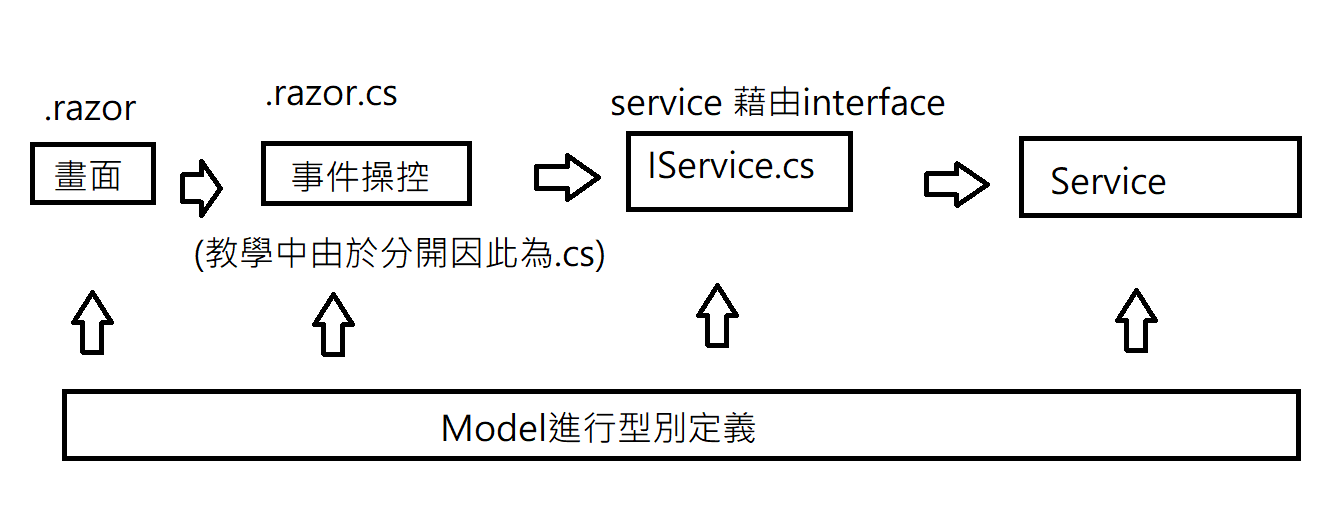 .razor
.razor.cs
service 藉由interface
畫面
事件操控
IService.cs
Service
(教學中由於分開因此為.cs)
Model進行型別定義